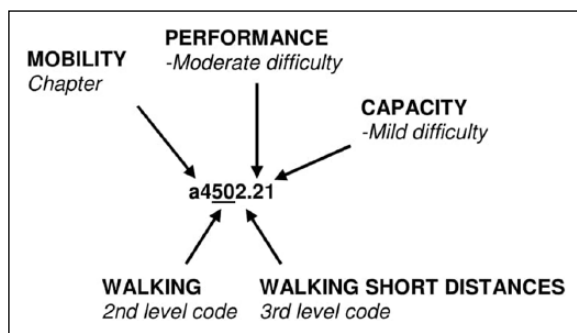 PERFORMANCE
-Moderate difficulty
MOBILITY
Chapter
CAPACITY
-Mild difficulty
a4502.21
WALKING
2nd level code
WALKING SHORT DISTANCES
3rd level code